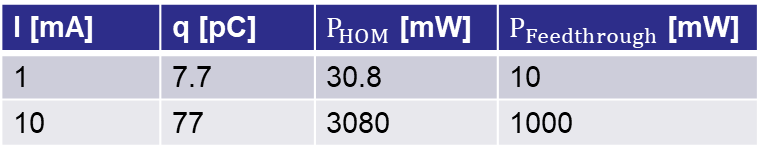 I [mA] q [pC] P_HOM [mW] P_Feedthrough [mW]
1 7.7 30.8 10
10 77 3080 1000